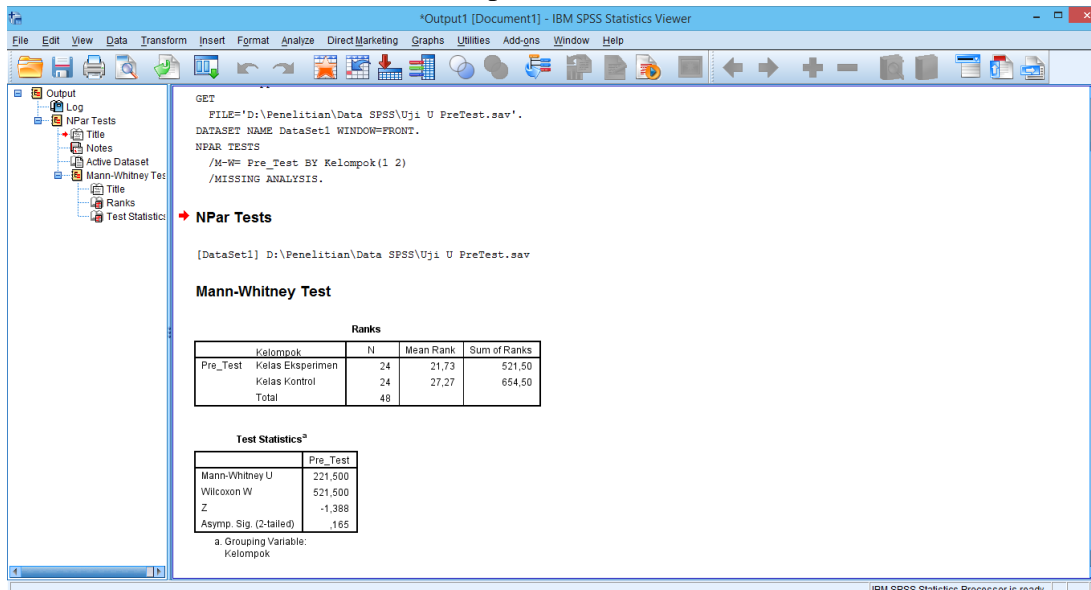 *Output1 [Document1] - IBM SPSS Statistics Viewer
File Edit View Data Transform Insert Format Analyze Direct Marketing Graphs Utilities Add-ons Window Help
Output
Log
NPar Tests
Title
Notes
Active Dataset
Mann-Whitney Tes
Title
Ranks
Test Statistics
GET
FILE='D:\Penelitian\Data SPSS\Uji U PreTest.sav'.
DATASET NAME DataSet1 WINDOW=FRONT.
NPAR TESTS
/M-W= Pre_Test BY Kelompok(1 2)
/MISSING ANALYSIS.
NPar Tests
[DataSet1] D:\Penelitian\Data SPSS\Uji U PreTest.sav
Mann-Whitney Test
Ranks
Kelompok N Mean Rank Sum of Ranks
Pre_Test Kelas Eksperimen 24 21,73 521,50
Kelas Kontrol 24 27,27 654,50
Total 48
Test Statisticsa
Pre_Test
Mann-Whitney U 221,500
Wilcoxon W 521,500
Z -1,388
Asymp. Sig. (2-tailed) ,165
a. Grouping Variable:
Kelompok
IBM SPSS Statistics Processor is ready